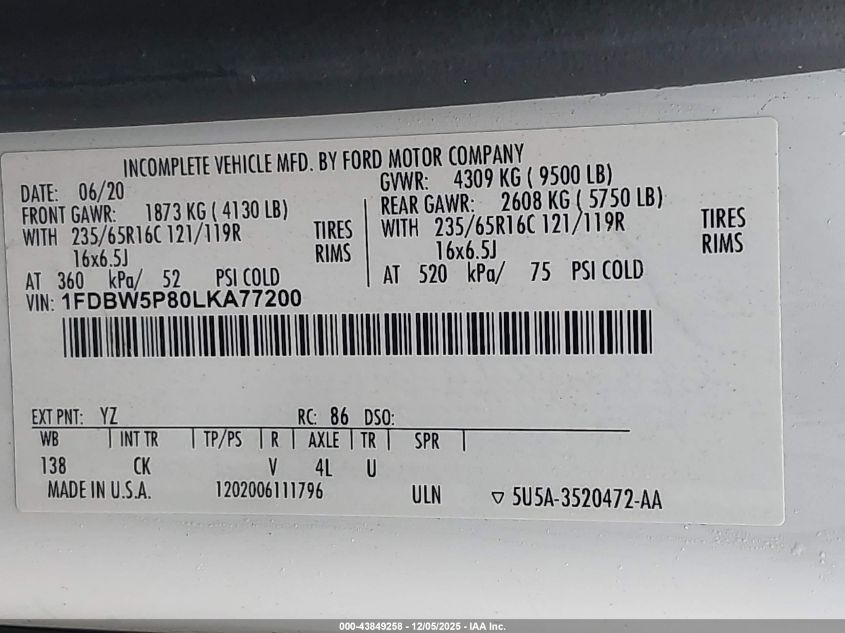 INCOMPLETE VEHICLE MFD. BY FORD MOTOR COMPANY
DATE: 06/20
GVWR: 4309 KG ( 9500 LB)
FRONT GAWR: 1873 KG ( 4130 LB)
REAR GAWR: 2608 KG ( 5750 LB)
WITH 235/65R16C 121/119R TIRES
WITH 235/65R16C 121/119R TIRES
16x6.5J RIMS
16x6.5J RIMS
AT 360 kPa/ 52 PSI COLD
AT 520 kPa/ 75 PSI COLD
VIN: 1FDBW5P80LKA77200
EXT PNT: YZ RC: 86 DSO:
WB INT TR TP/PS R AXLE TR SPR
138 CK V 4L U
MADE IN U.S.A. 1202006111796 ULN ▽ 5U5A-3520472-AA
000-43849258 - 12/05/2025 - IAA Inc.